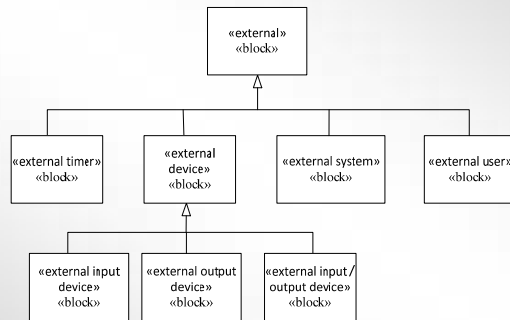 «external»
«block»
«external timer»
«block»
«external
device»
«block»
«external system»
«block»
«external user»
«block»
«external input
device»
«block»
«external output
device»
«block»
«external input /
output device»
«block»